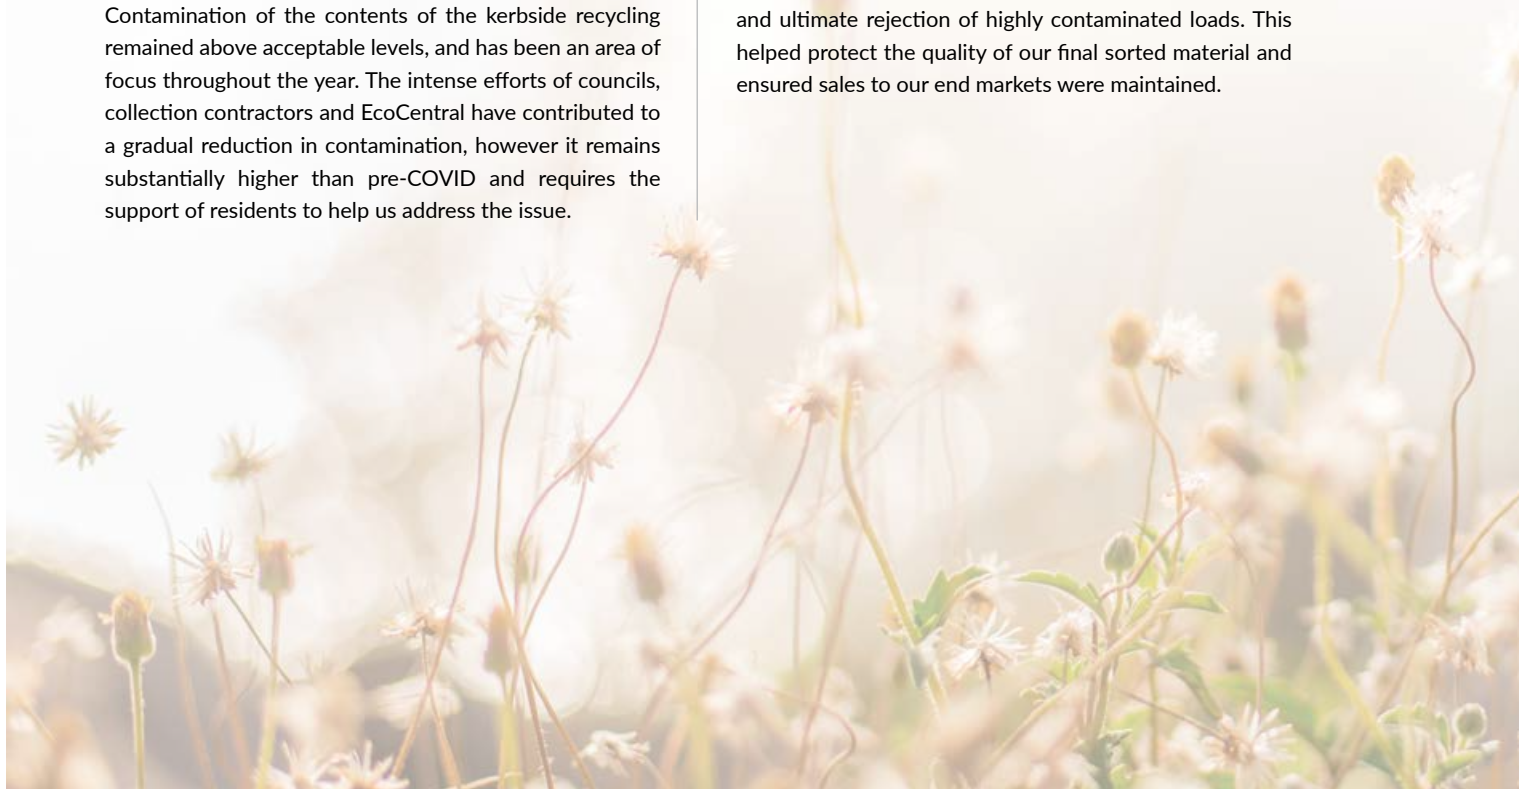 Contamination of the contents of the kerbside recycling
remained above acceptable levels, and has been an area of
focus throughout the year. The intense efforts of councils,
collection contractors and EcoCentral have contributed to
a gradual reduction in contamination, however it remains
substantially higher than pre-COVID and requires the
support of residents to help us address the issue.
and ultimate rejection of highly contaminated loads. This
helped protect the quality of our final sorted material and
ensured sales to our end markets were maintained.